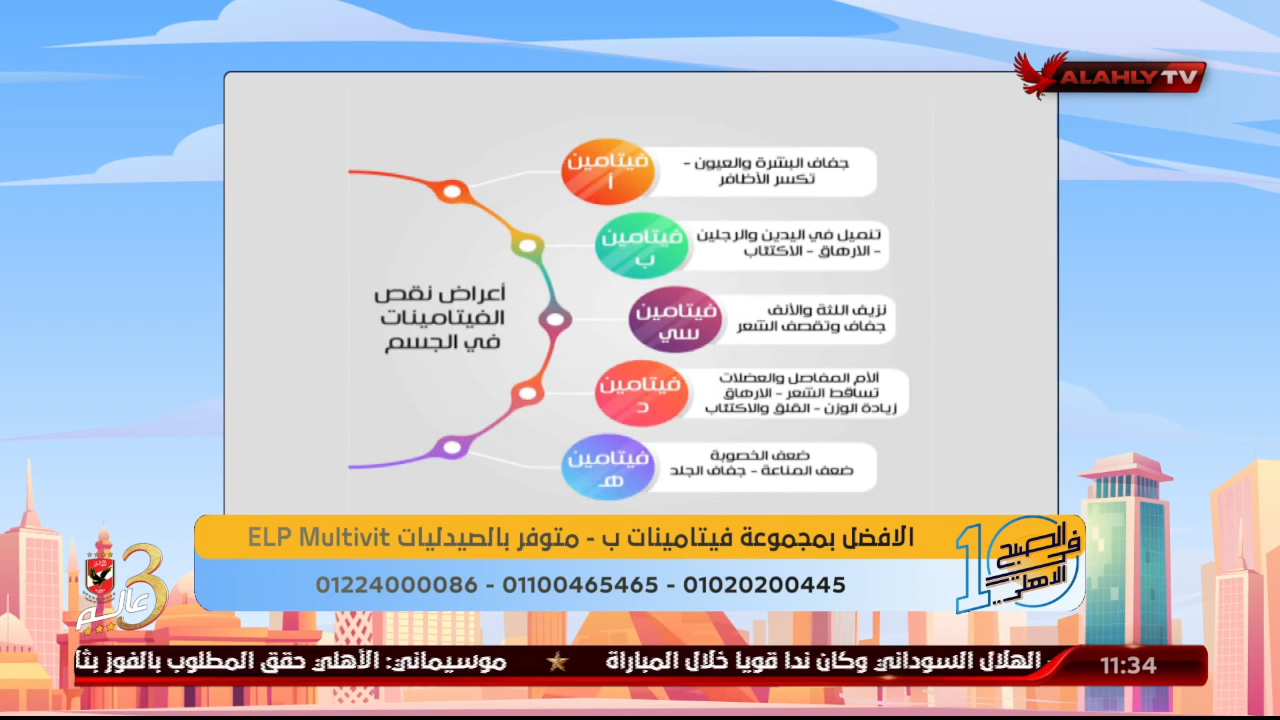 ALAHLY TV
فيتامين
أ
جفاف البشرة والعيون -
تكسر الأظافر
فيتامين
ب
تنميل في اليدين والرجلين
- الارهاق - الاكتئاب
أعراض نقص
الفيتامينات
في الجسم
فيتامين
سي
نزيف اللثة والأنف
جفاف وتقصف الشعر
فيتامين
د
ألأم المفاصل والعضلات
تساقط الشعر - الارهاق
زيادة الوزن - القلق والاكتئاب
فيتامين
هـ
ضعف الخصوبة
ضعف المناعة - جفاف الجلد
الافضل بمجموعة فيتامينات ب - متوفر بالصيدليات ELP Multivit
01224000086 - 01100465465 - 01020200445
10
الصبح
في
الاهلي..
3
عالم
الهلال السوداني وكان ندا قويا خلال المباراة ★ موسيماني: الأهلي حقق المطلوب بالفوز بثا
11:34